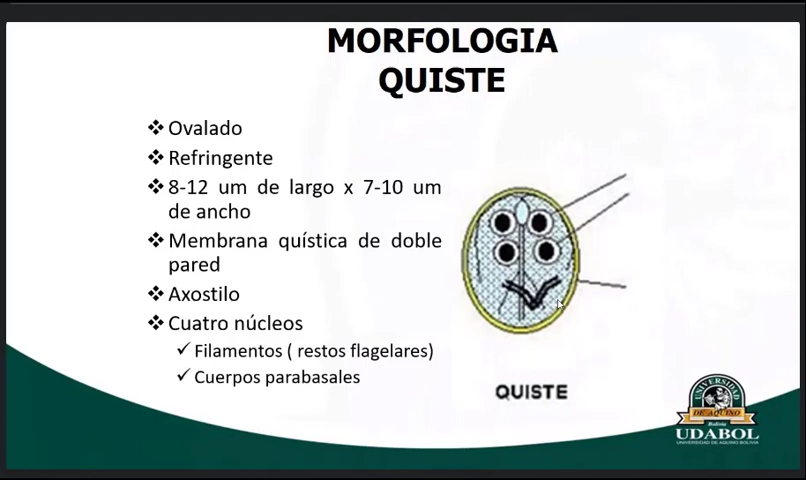 MORFOLOGIA
QUISTE
❖ Ovalado
❖ Refringente
❖ 8-12 um de largo x 7-10 um
de ancho
❖ Membrana quística de doble
pared
❖ Axostilo
❖ Cuatro núcleos
✓ Filamentos ( restos flagelares)
✓ Cuerpos parabasales
QUISTE
UNIVERSIDAD
DE AQUINO
Bolivia
UDABOL
UNIVERSIDAD DE AQUINO BOLIVIA